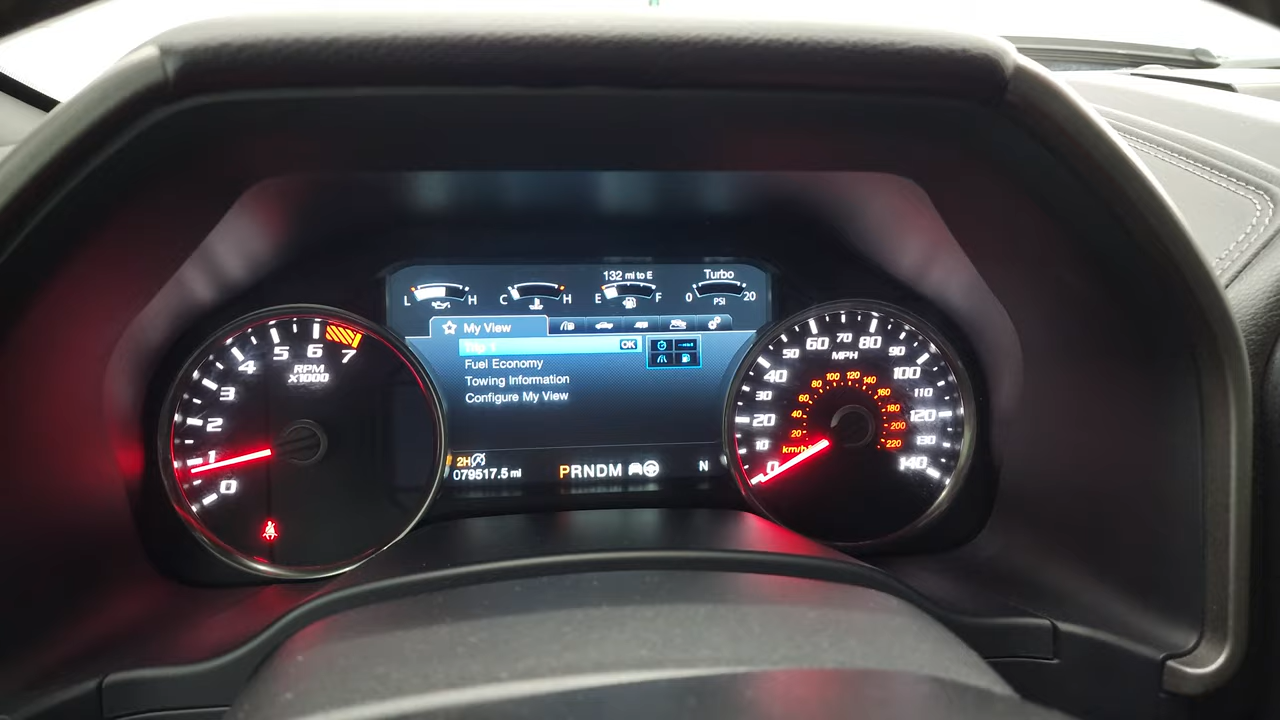 132 mi to E
Turbo
L H
C H
E F
0 20
PSI
My View
Trip 1
OK
Fuel Economy
Towing Information
Configure My View
2H
079517.5 mi
PRNDM
N
0
1
2
3
4
5
6
7
RPM
X1000
0
10
20
30
40
50
60
70
80
90
100
110
120
130
140
MPH
20
40
60
80
100
120
140
160
180
200
220
km/h